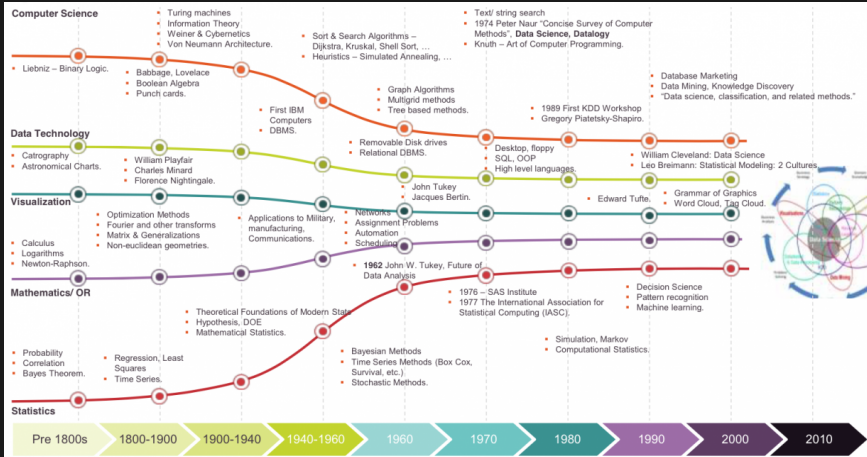 Computer Science
Turing machines
Information Theory
Weiner & Cybernetics
Von Neumann Architecture.
Sort & Search Algorithms –
Dijkstra, Kruskal, Shell Sort, …
Heuristics – Simulated Annealing, …
Text/ string search
1974 Peter Naur “Concise Survey of Computer
Methods”, Data Science, Datalogy
Knuth – Art of Computer Programming.
Liebniz – Binary Logic.
Babbage, Lovelace
Boolean Algebra
Punch cards.
First IBM
Computers
DBMS.
Graph Algorithms
Multigrid methods
Tree based methods.
1989 First KDD Workshop
Gregory Piatetsky-Shapiro.
Database Marketing
Data Mining, Knowledge Discovery
“Data science, classification, and related methods.”
Data Technology
Catrography
Astronomical Charts.
William Playfair
Charles Minard
Florence Nightingale.
Removable Disk drives
Relational DBMS.
Desktop, floppy
SQL, OOP
High level languages.
William Cleveland: Data Science
Leo Breimann: Statistical Modeling: 2 Cultures
Visualization
John Tukey
Jacques Bertin.
Edward Tufte.
Grammar of Graphics
Word Cloud, Tag Cloud.
Calculus
Logarithms
Newton-Raphson.
Optimization Methods
Fourier and other transforms
Matrix & Generalizations
Non-euclidean geometries.
Applications to Military,
manufacturing,
Communications.
Networks
Assignment Problems
Automation
Scheduling
Data Science
Data Mining
Mathematics/ OR
1962 John W. Tukey, Future of
Data Analysis
Theoretical Foundations of Modern Stats
Hypothesis, DOE
Mathematical Statistics.
1976 – SAS Institute
1977 The International Association for
Statistical Computing (IASC).
Decision Science
Pattern recognition
Machine learning.
Probability
Correlation
Bayes Theorem.
Regression, Least
Squares
Time Series.
Bayesian Methods
Time Series Methods (Box Cox,
Survival, etc.)
Stochastic Methods.
Simulation, Markov
Computational Statistics.
Statistics
Pre 1800s
1800-1900
1900-1940
1940-1960
1960
1970
1980
1990
2000
2010